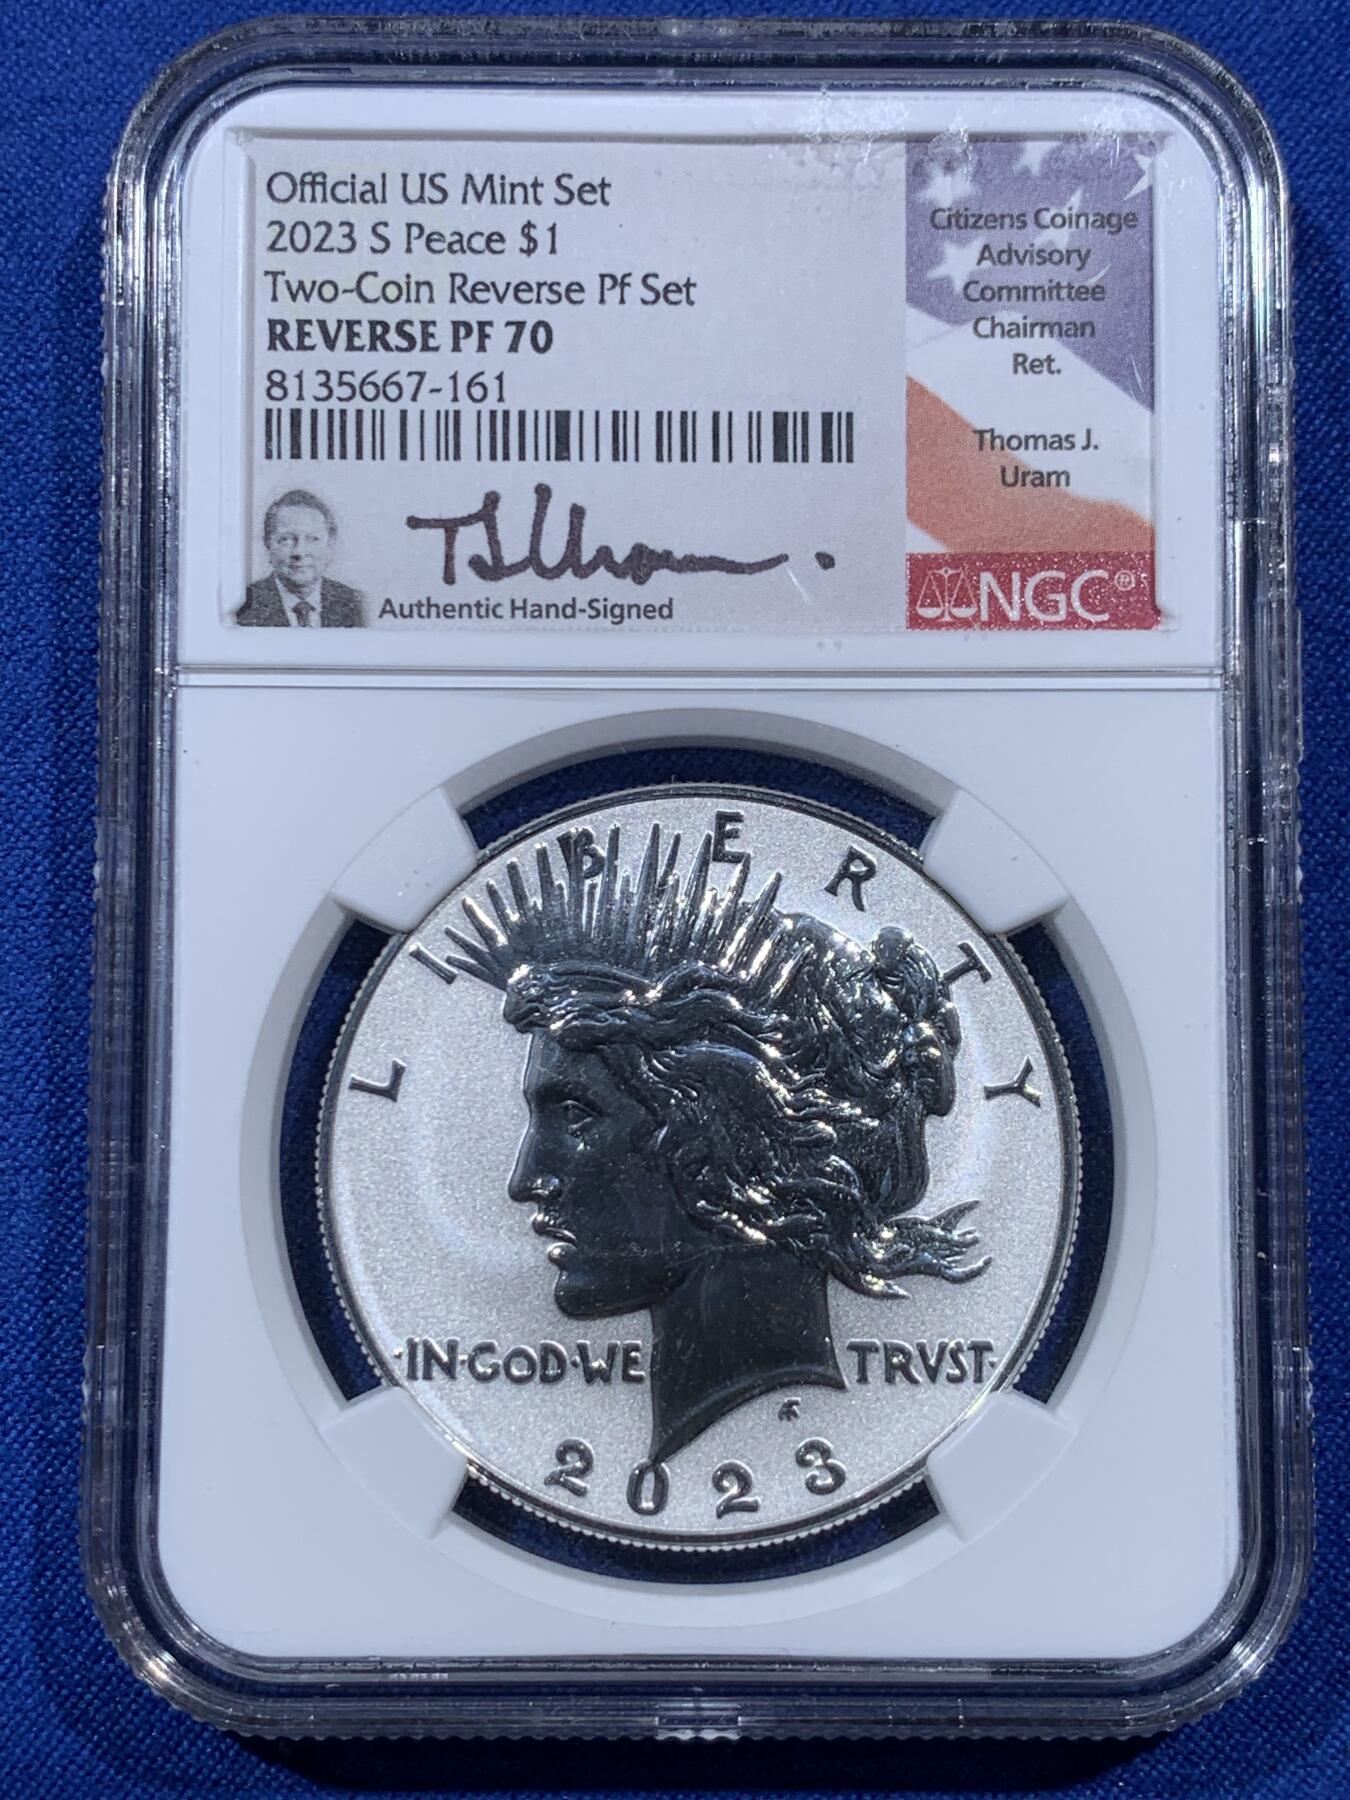 Official US Mint Set
2023 S Peace $1
Two-Coin Reverse Pf Set
REVERSE PF 70
8135667-161
Authentic Hand-Signed
Citizens Coinage
Advisory
Committee
Chairman
Ret.
Thomas J.
Uram
NGC®
LIBERTY
·IN·GOD·WE TRVST·
2023